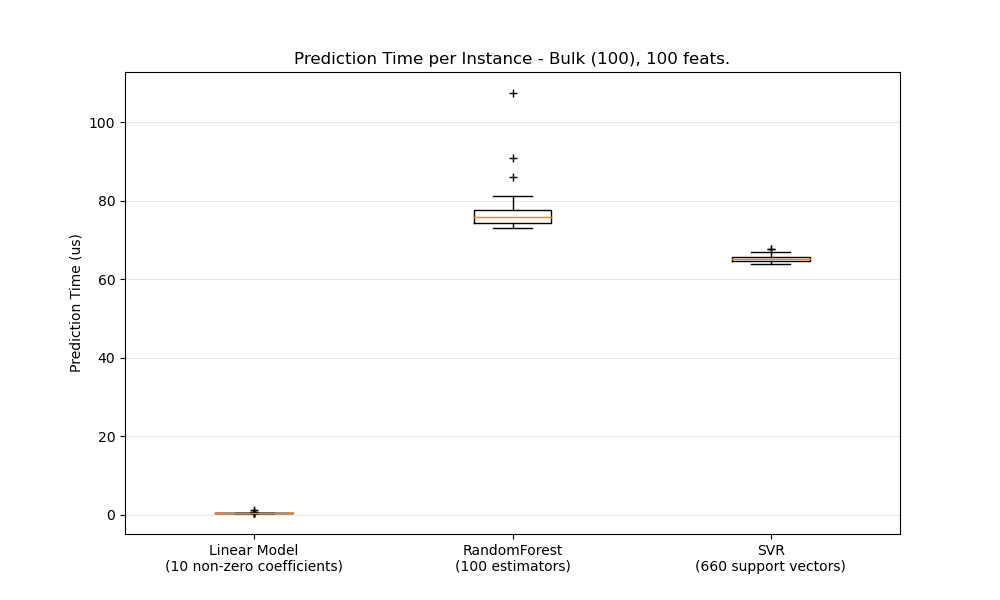 Prediction Time per Instance - Bulk (100), 100 feats.
Prediction Time (us)
100
80
60
40
20
0
Linear Model
(10 non-zero coefficients)
RandomForest
(100 estimators)
SVR
(660 support vectors)